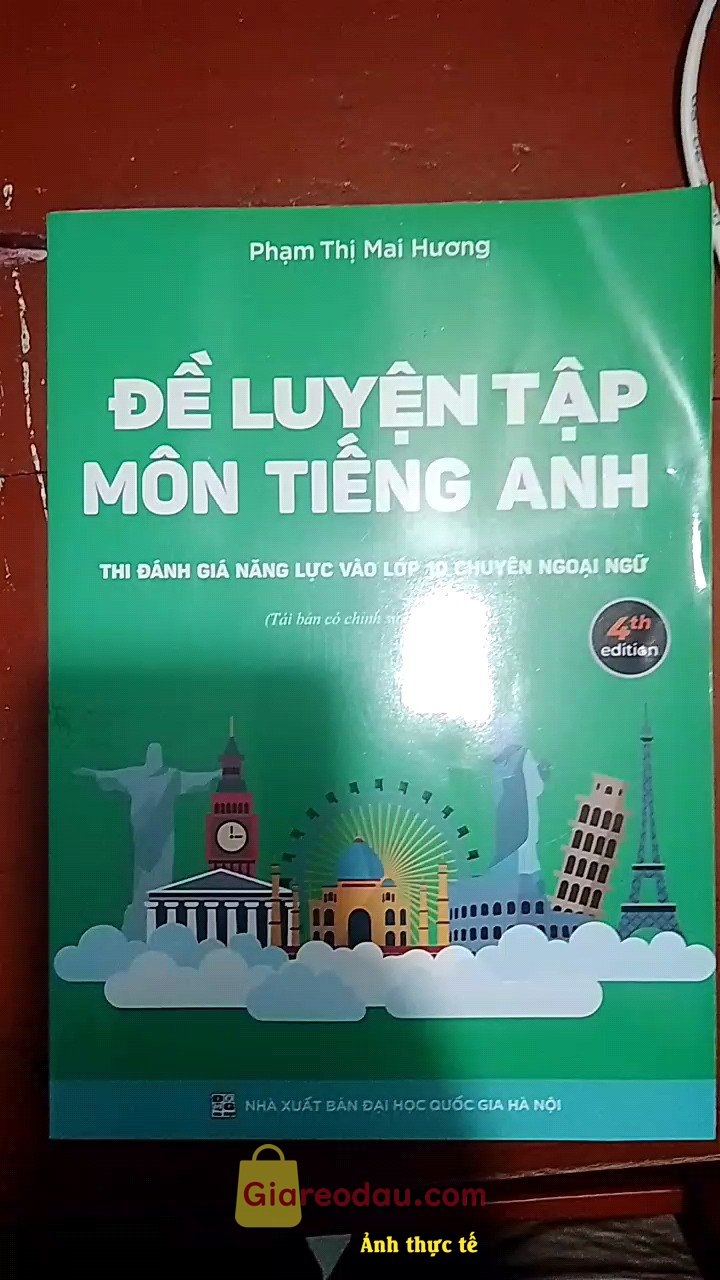 Phạm Thị Mai Hương
ĐỀ LUYỆN TẬP
MÔN TIẾNG ANH
THI ĐÁNH GIÁ NĂNG LỰC VÀO LỚP 10 CHUYÊN NGOẠI NGỮ
(Tái bản có chỉnh
4th
edition
NHÀ XUẤT BẢN ĐẠI HỌC QUỐC GIA HÀ NỘI
Giareodau.com
Ảnh thực tế